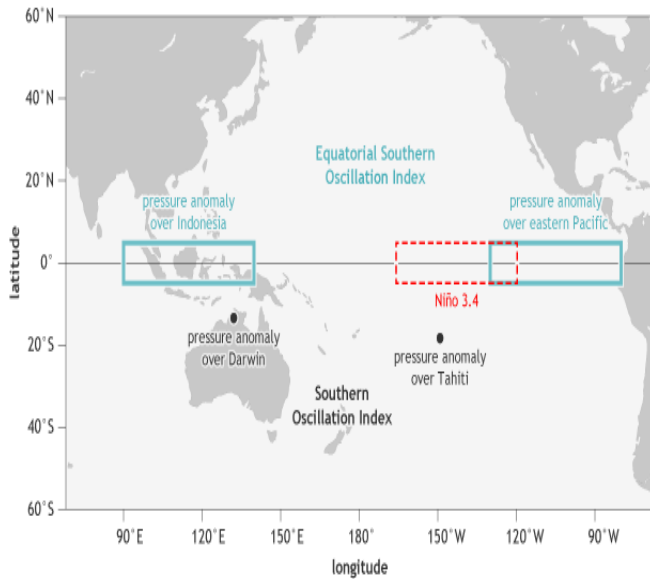 60˚N
40˚N
20˚N
0˚
20˚S
40˚S
60˚S
latitude
Equatorial Southern
Oscillation Index
pressure anomaly
over Indonesia
pressure anomaly
over eastern Pacific
Niño 3.4
pressure anomaly
over Darwin
pressure anomaly
over Tahiti
Southern
Oscillation Index
90˚E
120˚E
150˚E
180˚
150˚W
120˚W
90˚W
longitude